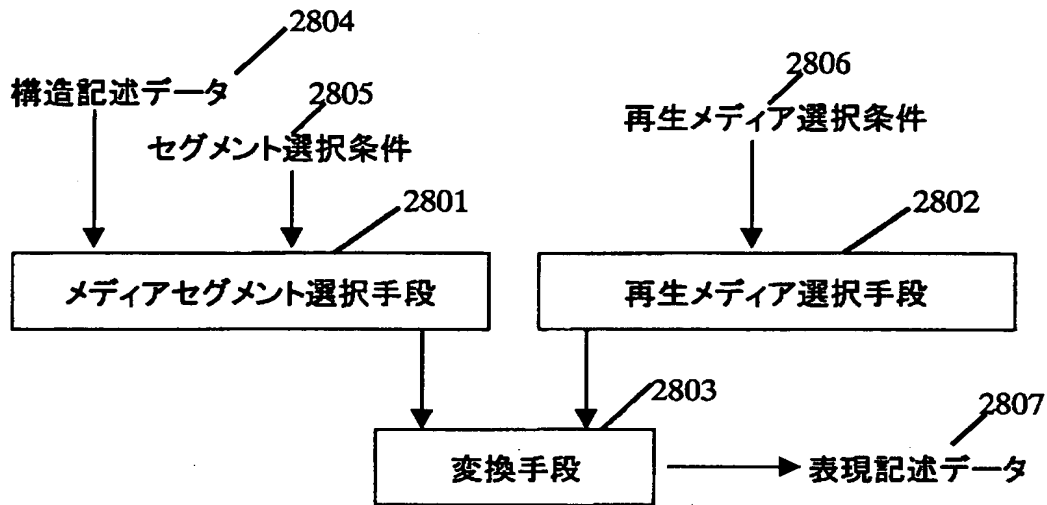 2804
構造記述データ
2805
セグメント選択条件
2806
再生メディア選択条件
2801
メディアセグメント選択手段
2802
再生メディア選択手段
2803
変換手段
2807
表現記述データ